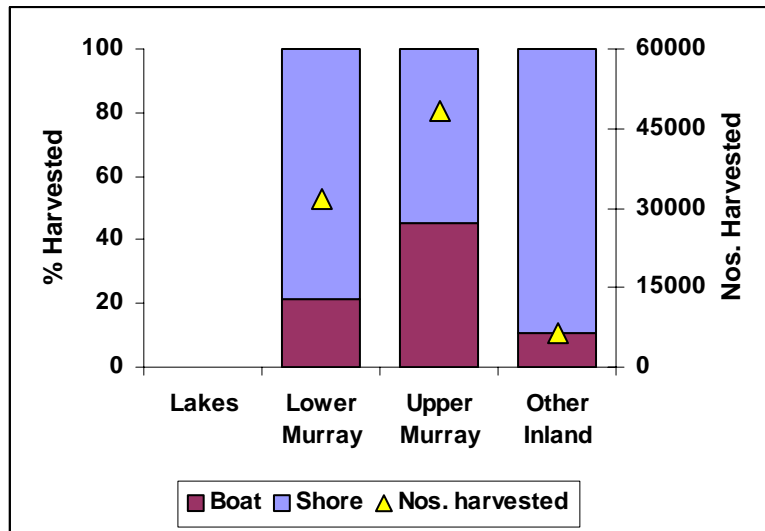 % Harvested
100
80
60
40
20
0
60000
45000
30000
15000
0
Nos. Harvested
Lakes
Lower
Murray
Upper
Murray
Other
Inland
Boat
Shore
Nos. harvested